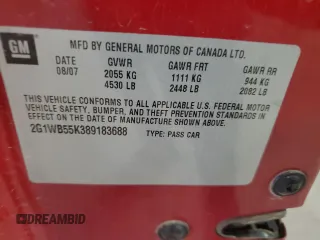 GM
MFD BY GENERAL MOTORS OF CANADA LTD.
DATE GVWR GAWR FRT GAWR RR
08/07 2055 KG 1111 KG 944 KG
4530 LB 2448 LB 2082 LB
THIS VEHICLE CONFORMS TO ALL APPLICABLE U.S. FEDERAL MOTOR
VEHICLE SAFETY, BUMPER, AND THEFT PREVENTION STANDARDS IN
EFFECT ON THE DATE OF MANUFACTURE SHOWN ABOVE.
2G1WB55K389183688 TYPE: PASS CAR
DREAMBID